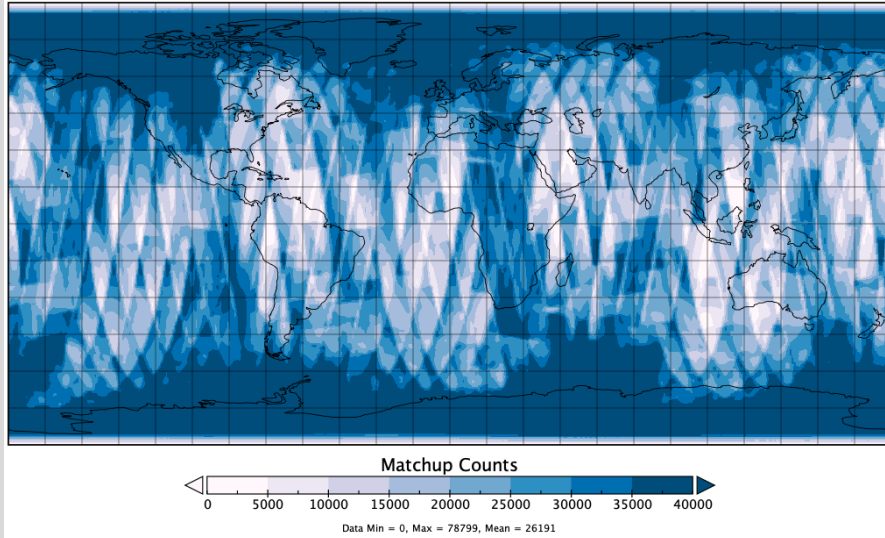 Matchup Counts
0 5000 10000 15000 20000 25000 30000 35000 40000
Data Min = 0, Max = 78799, Mean = 26191